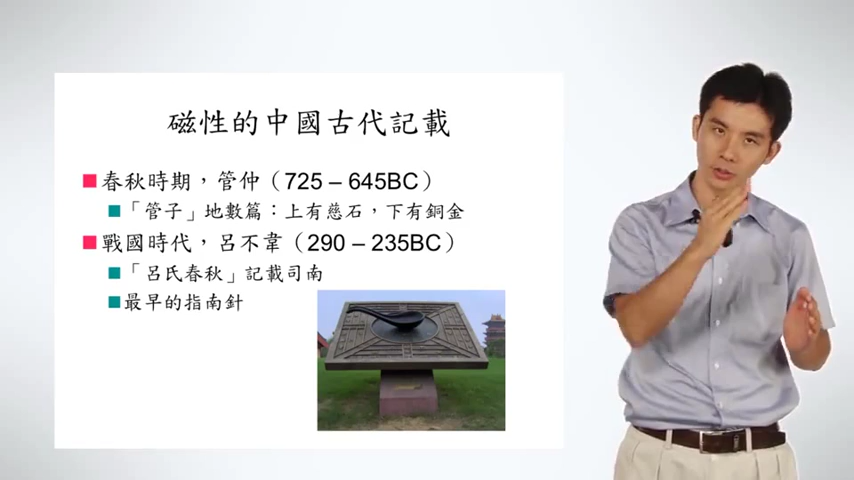 磁性的中國古代記載
春秋時期，管仲（725 – 645BC）
「管子」地數篇：上有慈石，下有銅金
戰國時代，呂不韋（290 – 235BC）
「呂氏春秋」記載司南
最早的指南針